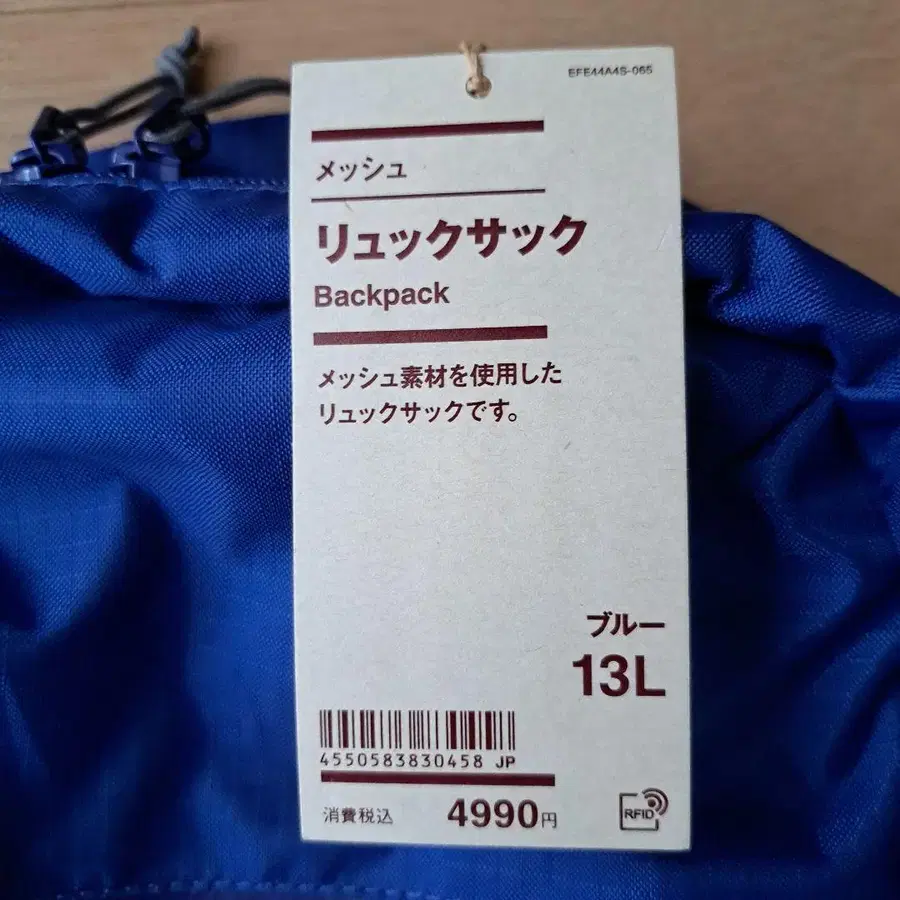 EFE44A4S-065
メッシュ
リュックサック
Backpack
メッシュ素材を使用した
リュックサックです。
ブルー
13L
4550583830458 JP
消費税込 4990円
RFID